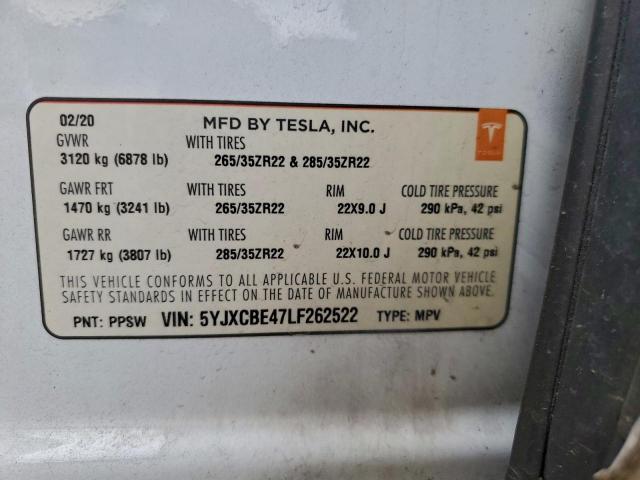 02/20 MFD BY TESLA, INC.
GVWR WITH TIRES
3120 kg (6878 lb) 265/35ZR22 & 285/35ZR22
GAWR FRT WITH TIRES RIM COLD TIRE PRESSURE
1470 kg (3241 lb) 265/35ZR22 22X9.0 J 290 kPa, 42 psi
GAWR RR WITH TIRES RIM COLD TIRE PRESSURE
1727 kg (3807 lb) 285/35ZR22 22X10.0 J 290 kPa, 42 psi
THIS VEHICLE CONFORMS TO ALL APPLICABLE U.S. FEDERAL MOTOR VEHICLE
SAFETY STANDARDS IN EFFECT ON THE DATE OF MANUFACTURE SHOWN ABOVE.
PNT: PPSW VIN: 5YJXCBE47LF262522 TYPE: MPV
TESLA